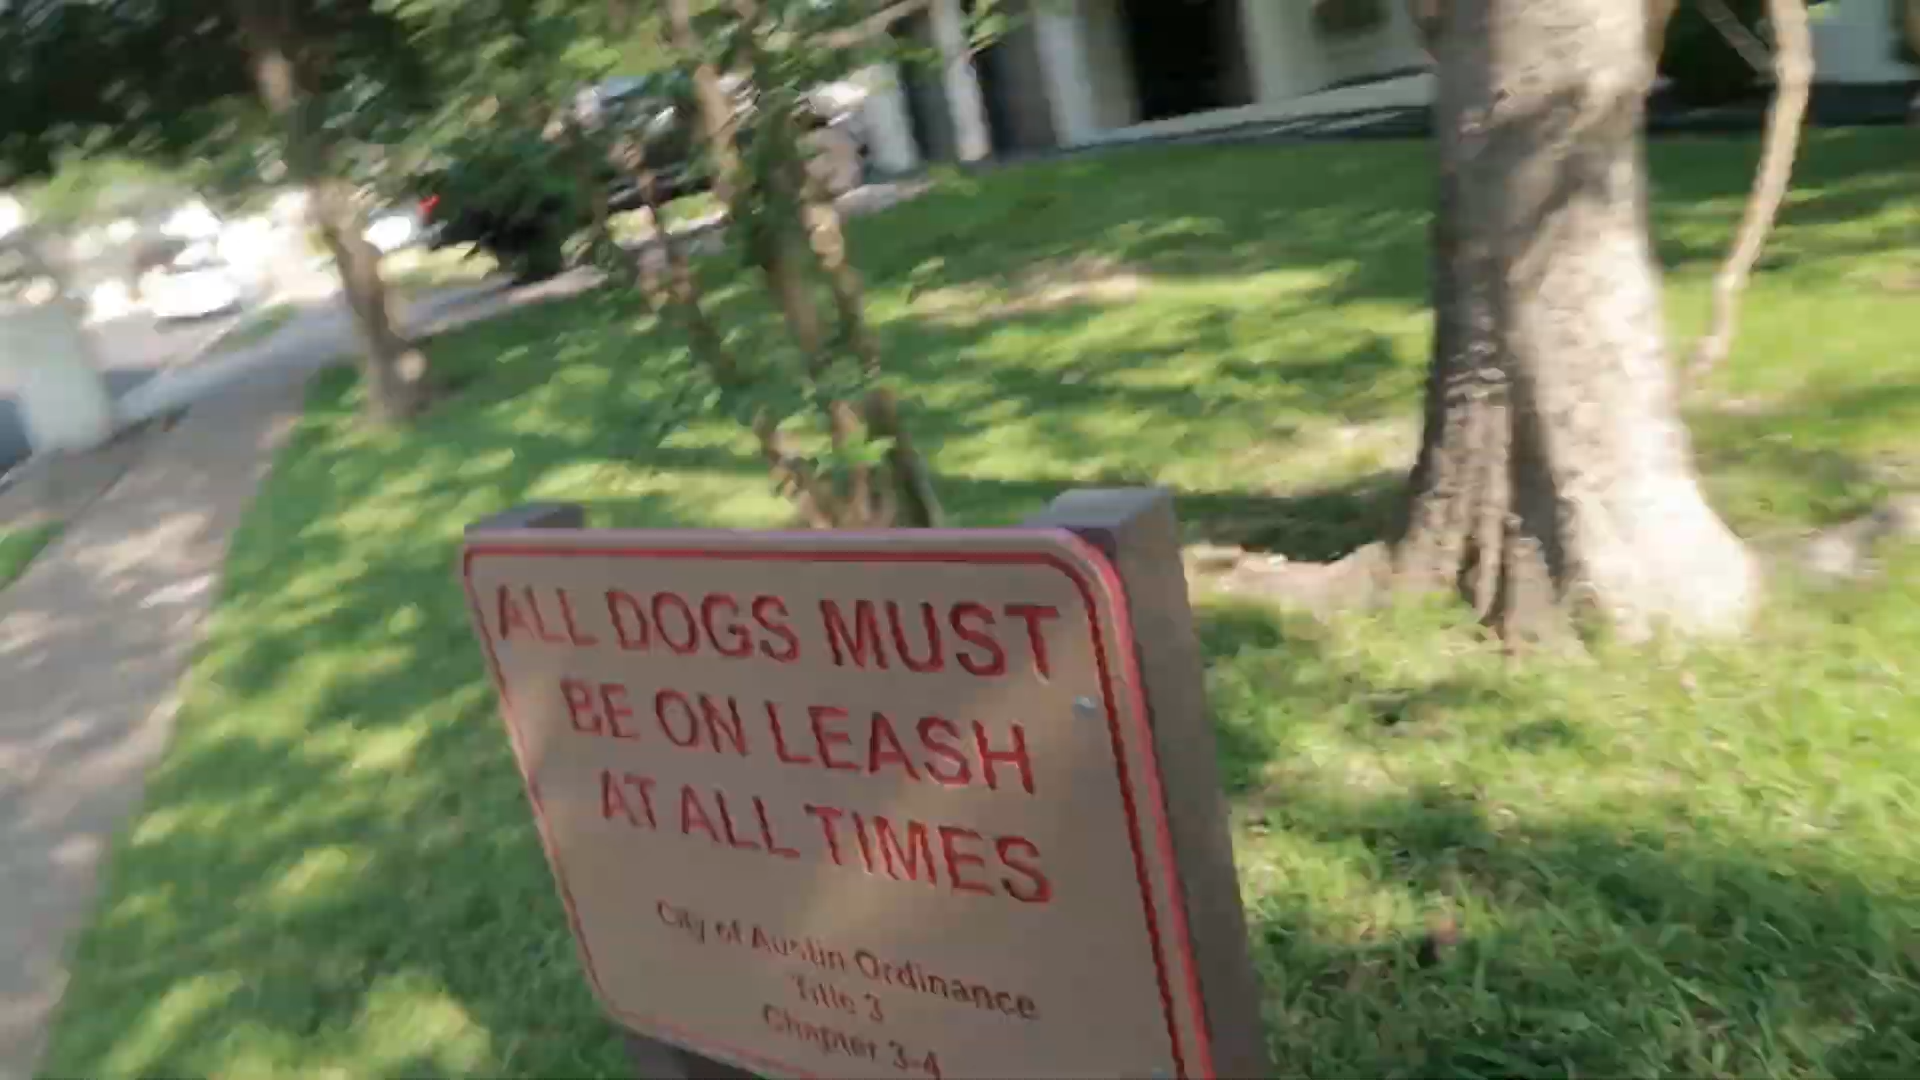 ALL DOGS MUST
BE ON LEASH
AT ALL TIMES
City of Austin Ordinance
Title 3
Chapter 3-4